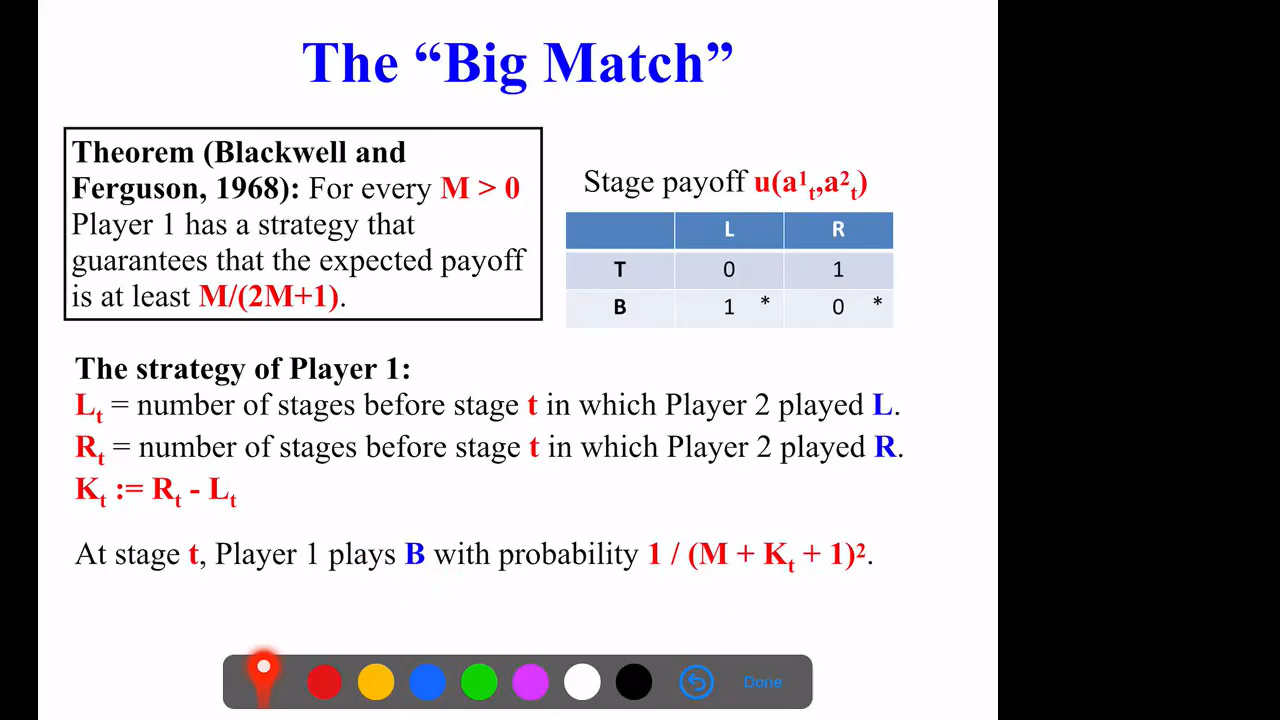 The “Big Match”
Theorem (Blackwell and
Ferguson, 1968): For every M > 0
Player 1 has a strategy that
guarantees that the expected payoff
is at least M/(2M+1).
Stage payoff u(a¹ₜ,a²ₜ)
L R
T 0 1
B 1 * 0 *
The strategy of Player 1:
Lₜ = number of stages before stage t in which Player 2 played L.
Rₜ = number of stages before stage t in which Player 2 played R.
Kₜ := Rₜ - Lₜ
At stage t, Player 1 plays B with probability 1 / (M + Kₜ + 1)².
Done